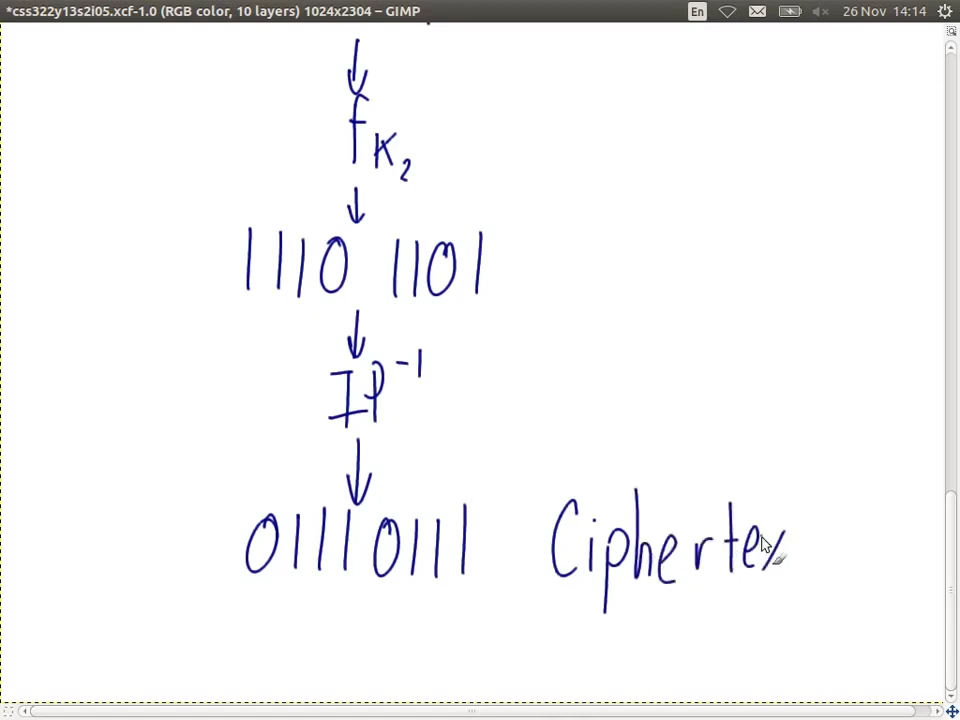 *css322y13s2i05.xcf-1.0 (RGB color, 10 layers) 1024x2304 – GIMP En 26 Nov 14:14
f K2
1110 1101
IP-1
01110111 Ciphertex